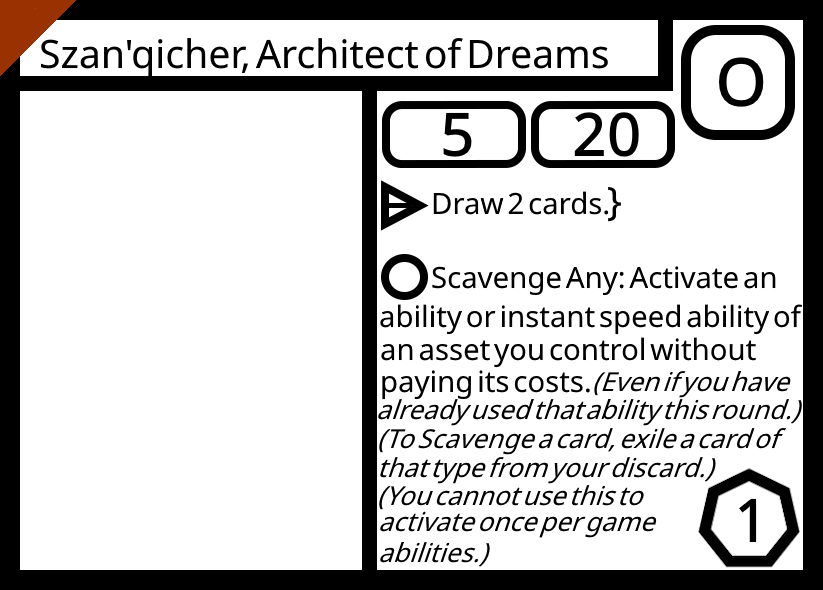 Szan'qicher, Architect of Dreams
O
5 20
Draw 2 cards.}
Scavenge Any: Activate an
ability or instant speed ability of
an asset you control without
paying its costs. (Even if you have
already used that ability this round.)
(To Scavenge a card, exile a card of
that type from your discard.)
(You cannot use this to
activate once per game
abilities.)
1